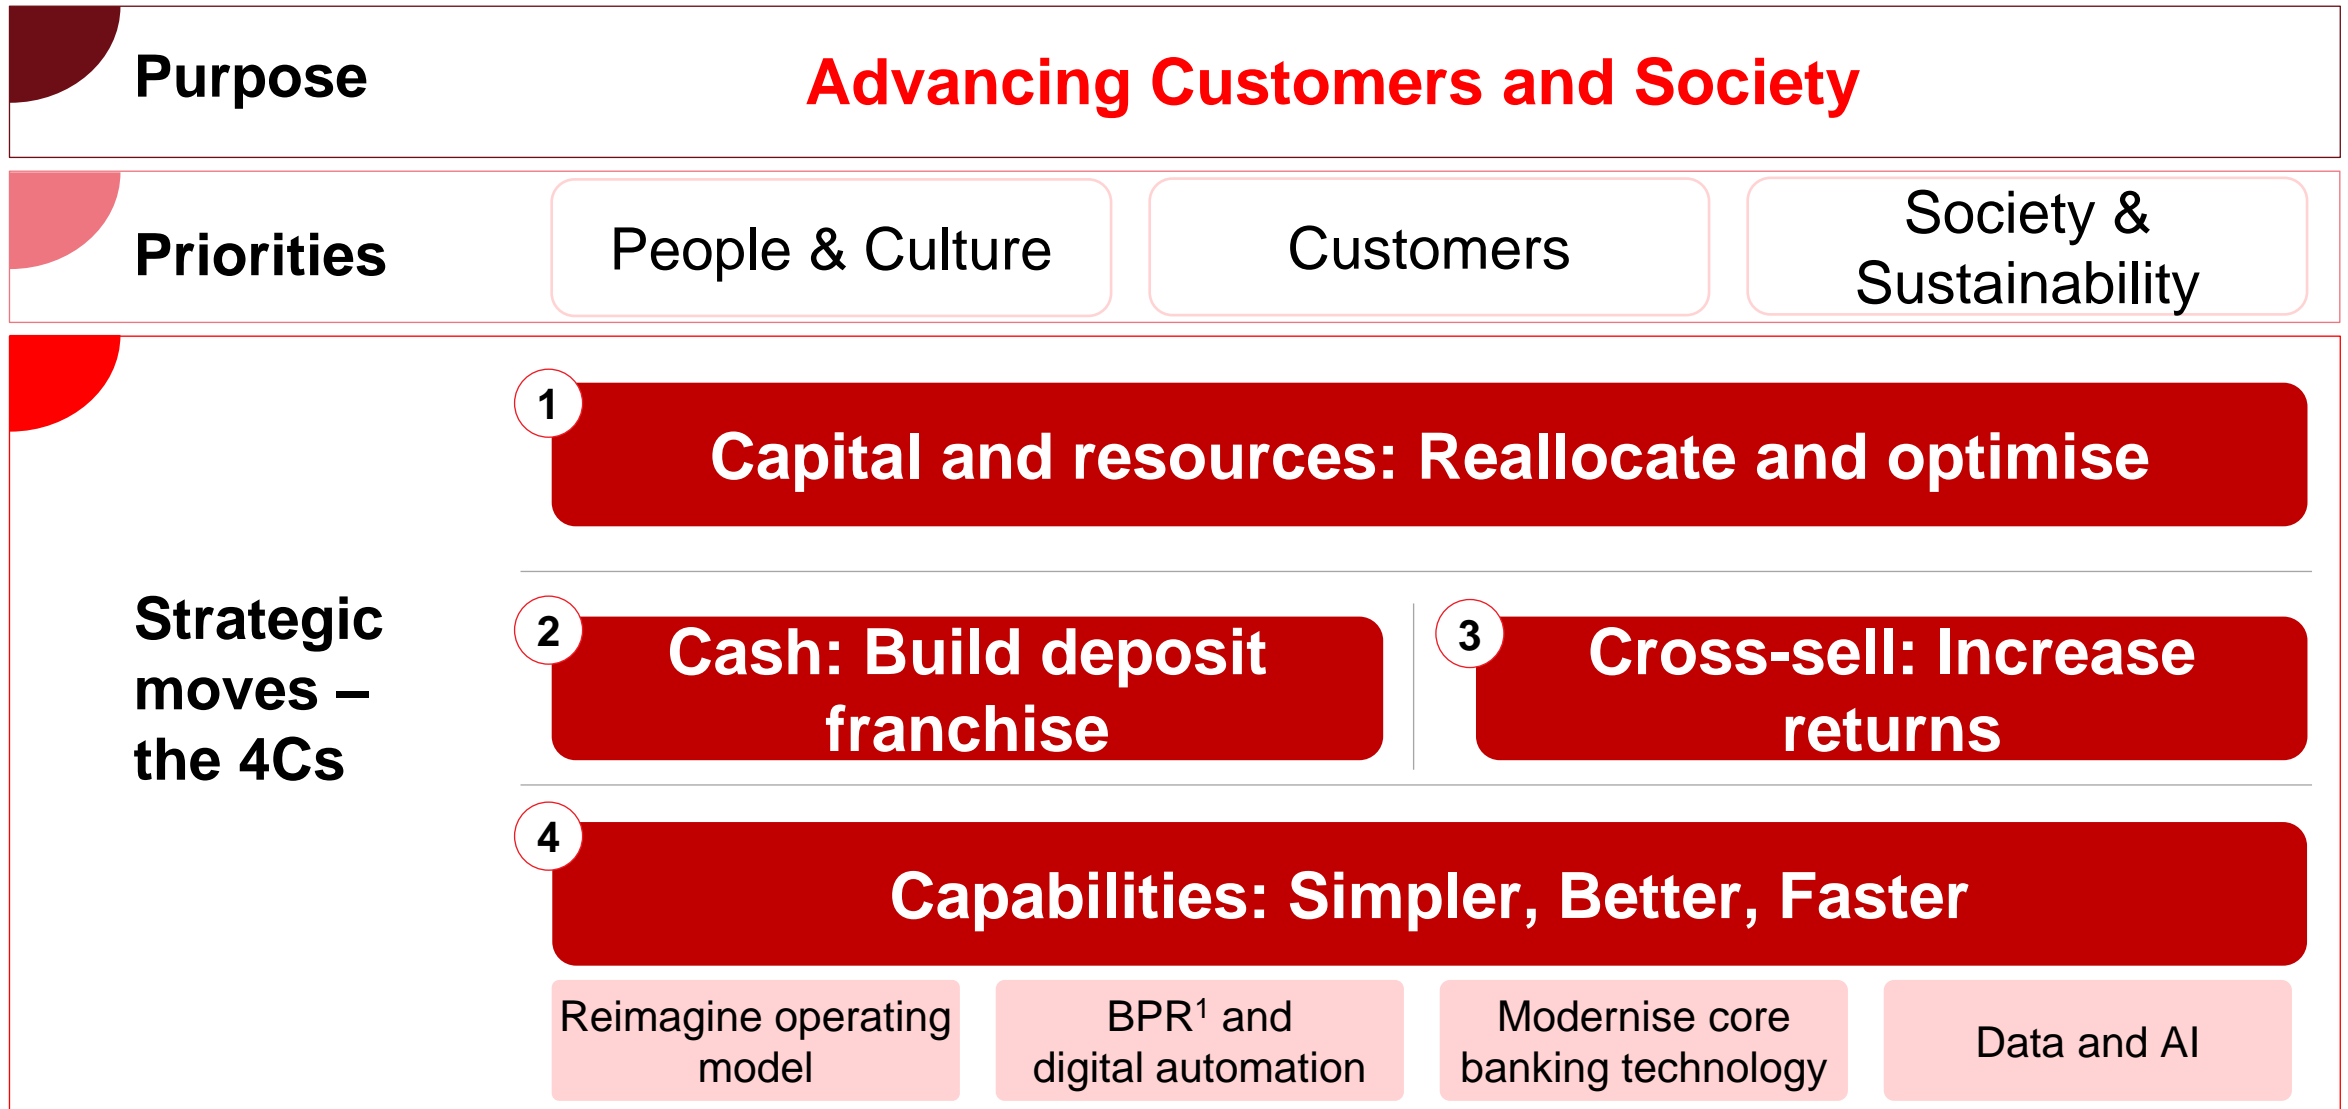 Purpose
Advancing Customers and Society
Priorities
People & Culture
Customers
Society &
Sustainability
Strategic
moves –
the 4Cs
1
Capital and resources: Reallocate and optimise
2
Cash: Build deposit
franchise
3
Cross-sell: Increase
returns
4
Capabilities: Simpler, Better, Faster
Reimagine operating
model
BPR¹ and
digital automation
Modernise core
banking technology
Data and AI